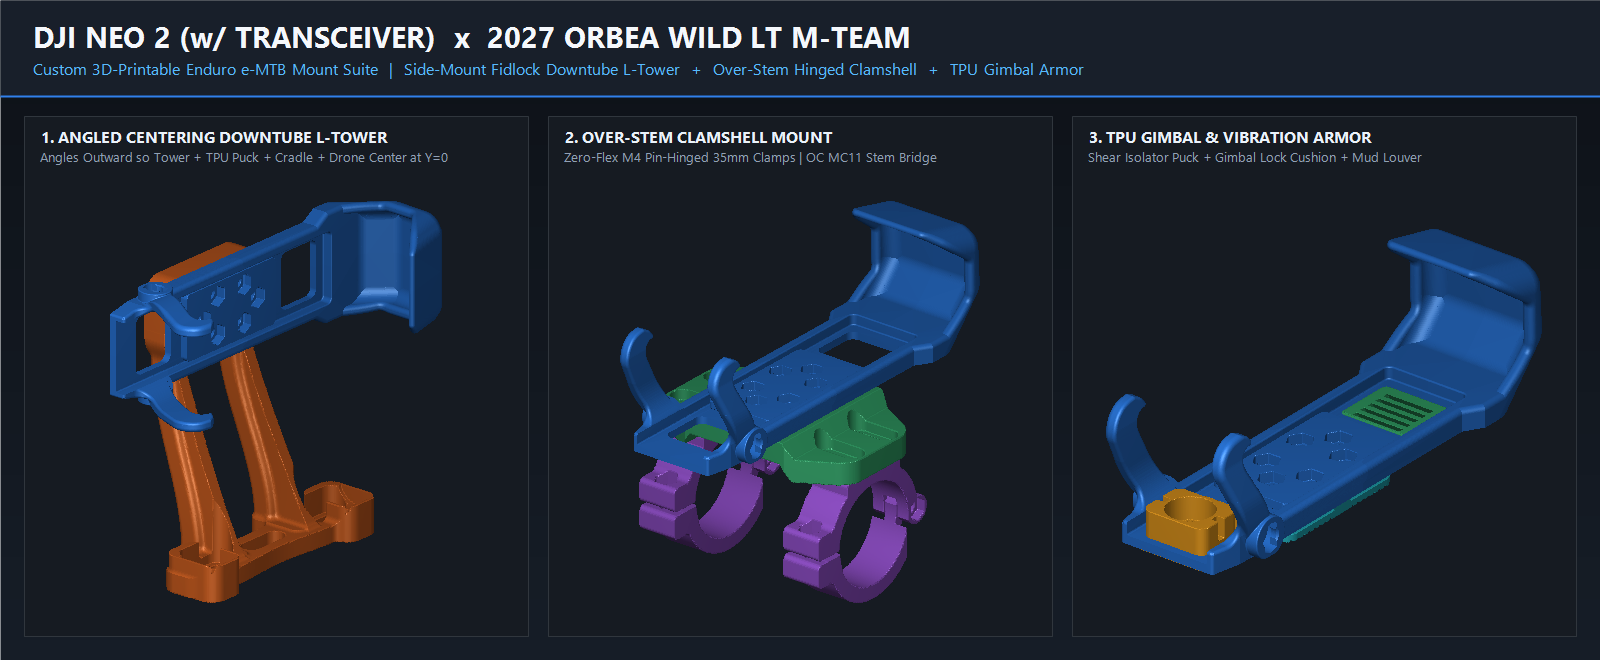 DJI NEO 2 (w/ TRANSCEIVER) x 2027 ORBEA WILD LT M-TEAM
Custom 3D-Printable Enduro e-MTB Mount Suite | Side-Mount Fidlock Downtube L-Tower + Over-Stem Hinged Clamshell + TPU Gimbal Armor
1. ANGLED CENTERING DOWNTUBE L-TOWER
Angles Outward so Tower + TPU Puck + Cradle + Drone Center at Y=0
2. OVER-STEM CLAMSHELL MOUNT
Zero-Flex M4 Pin-Hinged 35mm Clamps | OC MC11 Stem Bridge
3. TPU GIMBAL & VIBRATION ARMOR
Shear Isolator Puck + Gimbal Lock Cushion + Mud Louver